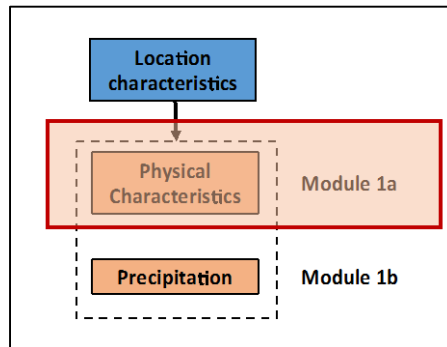 Location
characteristics
Physical
Characteristics
Module 1a
Precipitation
Module 1b